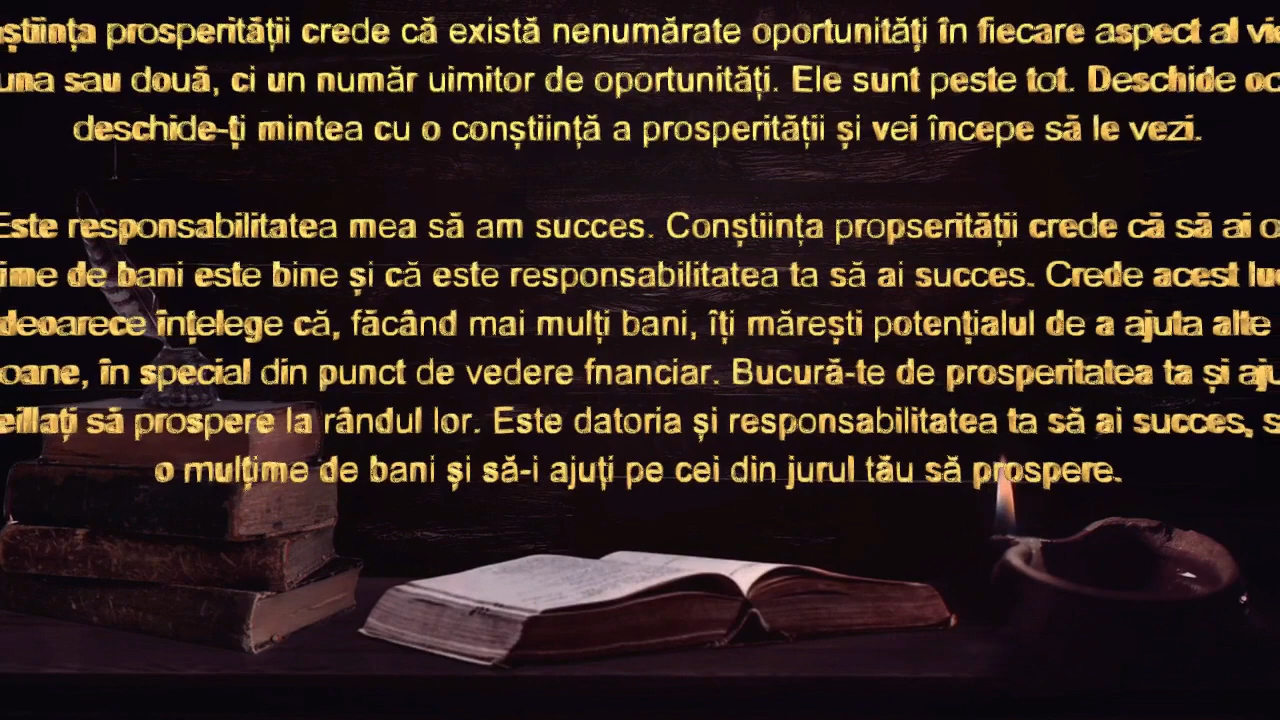 știința prosperității crede că există nenumărate oportunități în fiecare aspect al vie
una sau două, ci un număr uimitor de oportunități. Ele sunt peste tot. Deschide oc
deschide-ți mintea cu o conștiință a prosperității și vei începe să le vezi.
Este responsabilitatea mea să am succes. Conștiința propserității crede că să ai o
ime de bani este bine și că este responsabilitatea ta să ai succes. Crede acest luc
deoarece înțelege că, făcând mai mulți bani, îți mărești potențialul de a ajuta alte
oane, în special din punct de vedere fnanciar. Bucură-te de prosperitatea ta și aju
eillați să prospere la rândul lor. Este datoria și responsabilitatea ta să ai succes, s
o mulțime de bani și să-i ajuți pe cei din jurul tău să prospere.